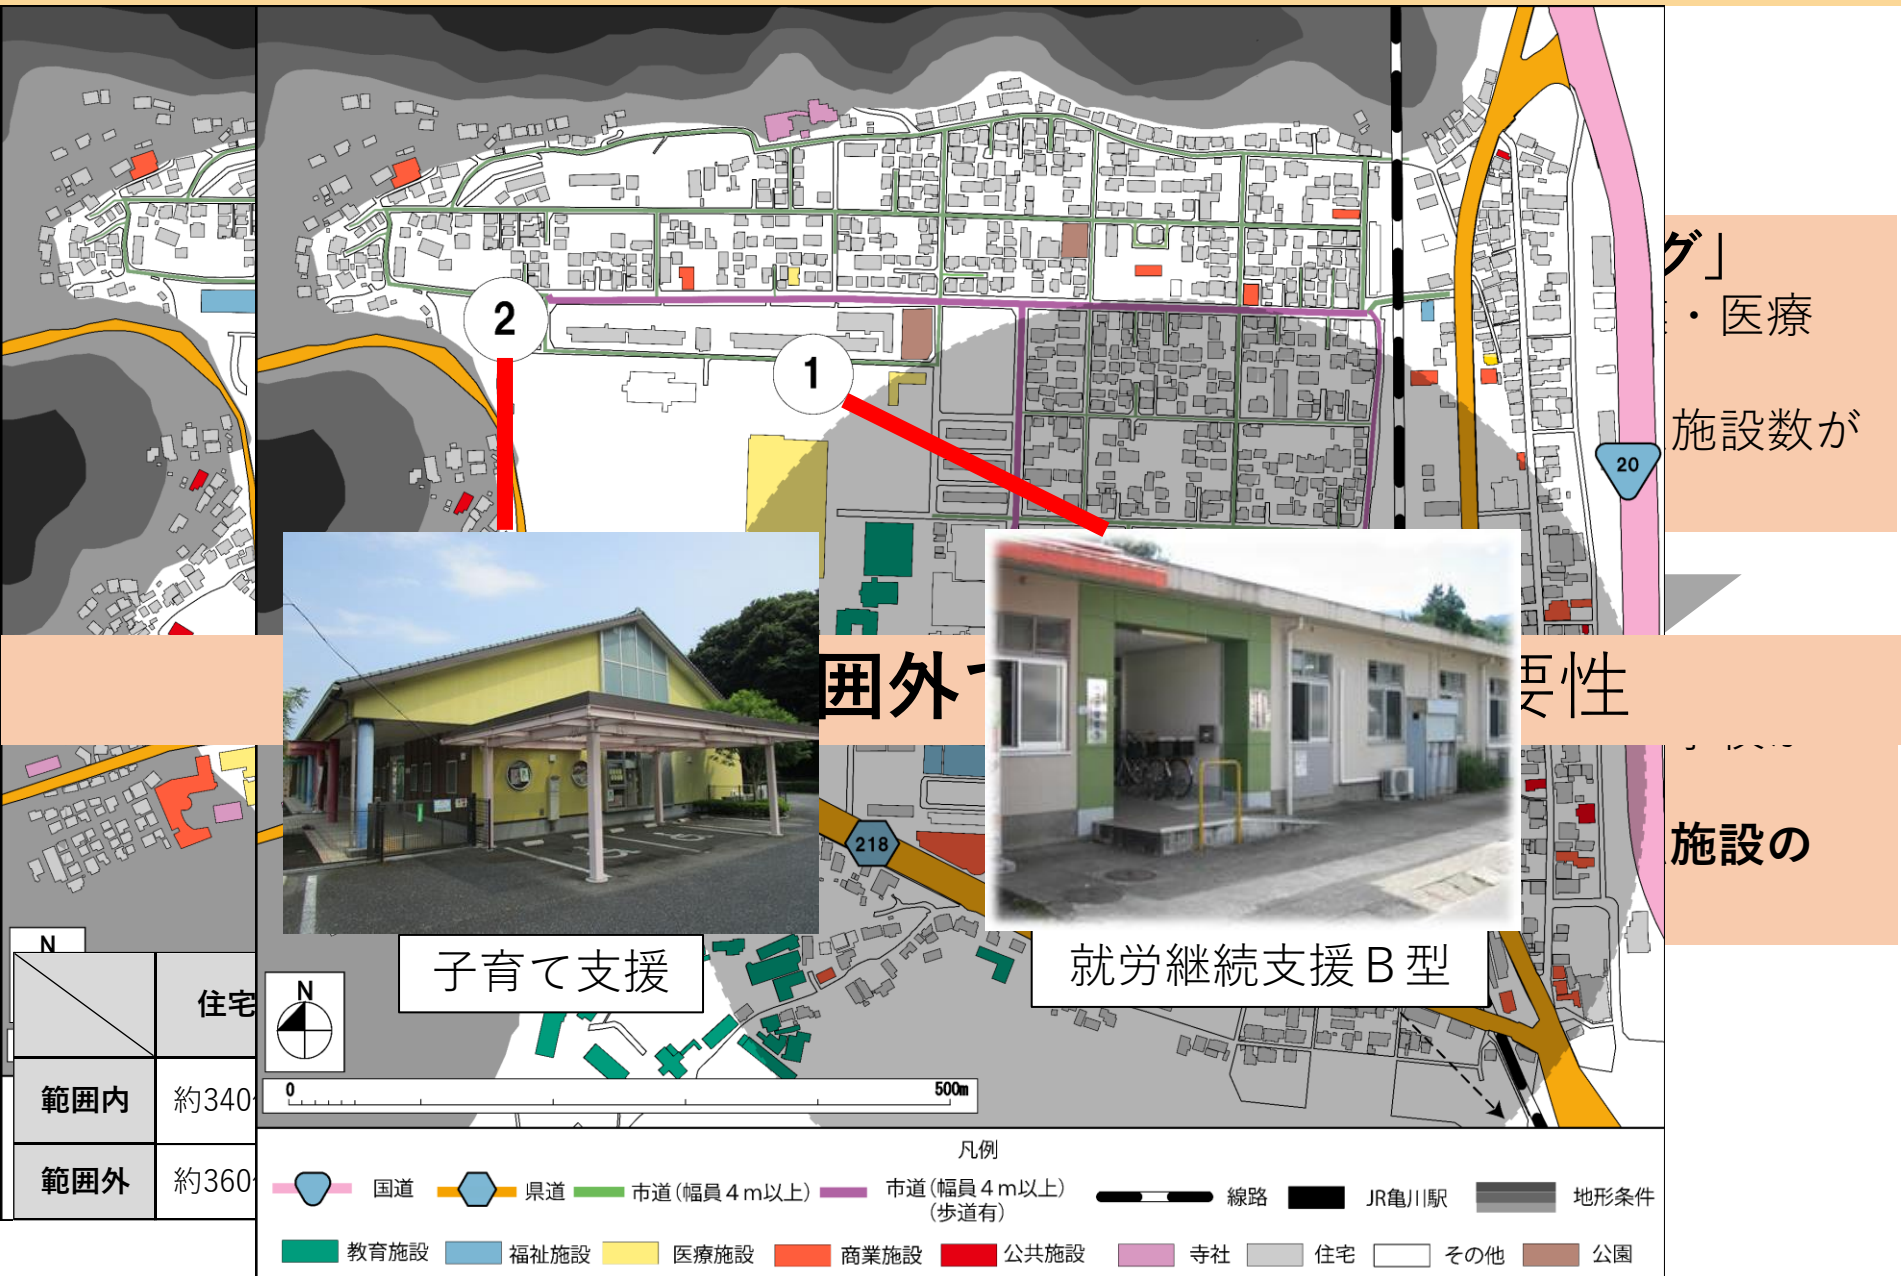 グ」
・医療
施設数が
20
2
1
囲外
要性
218
施設の
子育て支援
就労継続支援Ｂ型
N
N
住宅
範囲内
約340
範囲外
約360
0
500m
凡例
国道
県道
市道（幅員４ｍ以上）
市道（幅員４ｍ以上）
（歩道有）
線路
JR亀川駅
地形条件
教育施設
福祉施設
医療施設
商業施設
公共施設
寺社
住宅
その他
公園